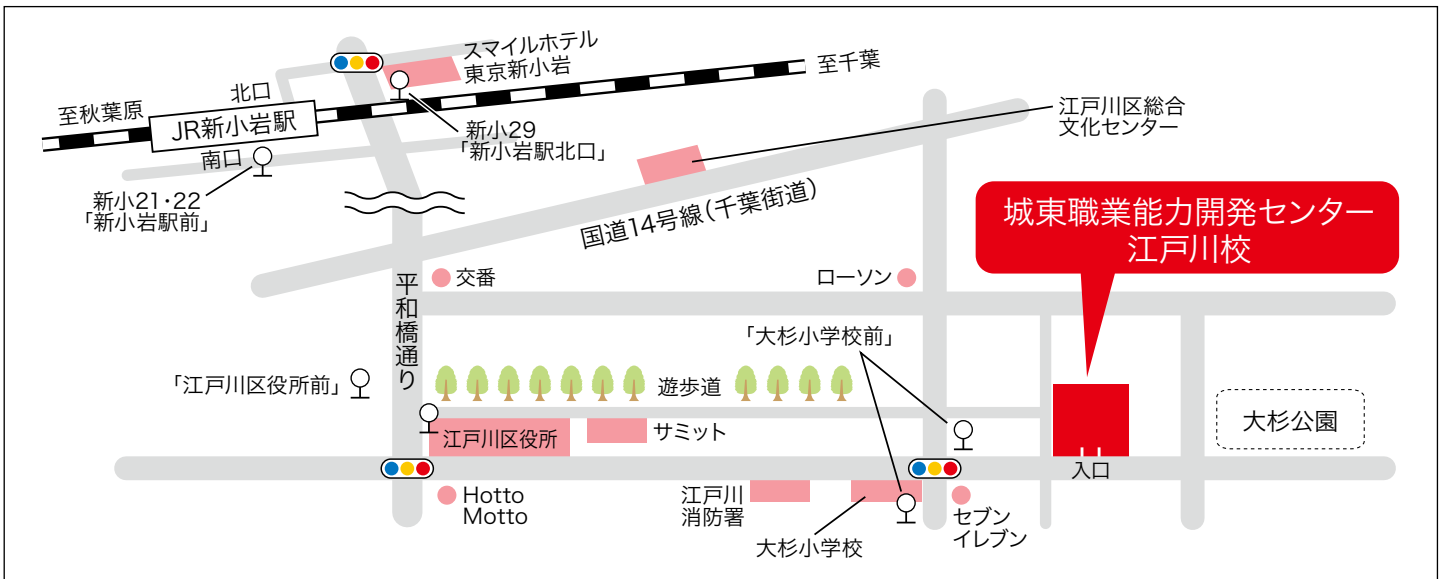 スマイルホテル
東京新小岩
至千葉
北口
至秋葉原
JR新小岩駅
南口
新小29
「新小岩駅北口」
新小21・22
「新小岩駅前」
江戸川区総合
文化センター
国道14号線(千葉街道)
城東職業能力開発センター
江戸川校
交番
ローソン
平和橋通り
「大杉小学校前」
「江戸川区役所前」
遊歩道
江戸川区役所
サミット
大杉公園
入口
Hotto
Motto
江戸川
消防署
大杉小学校
セブン
イレブン